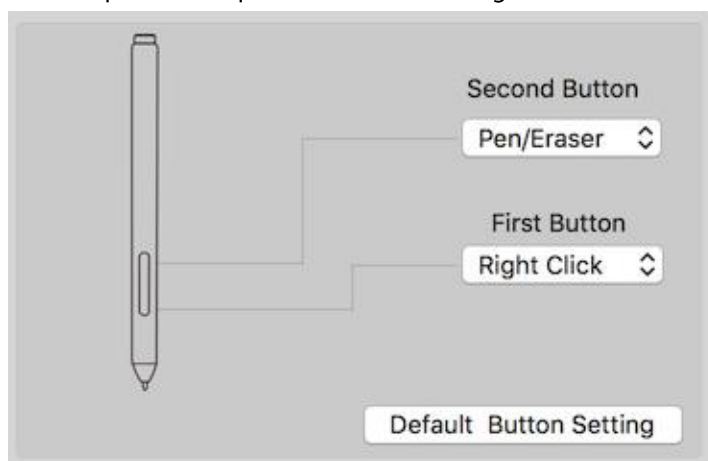 Second Button
Pen/Eraser
First Button
Right Click
Default Button Setting